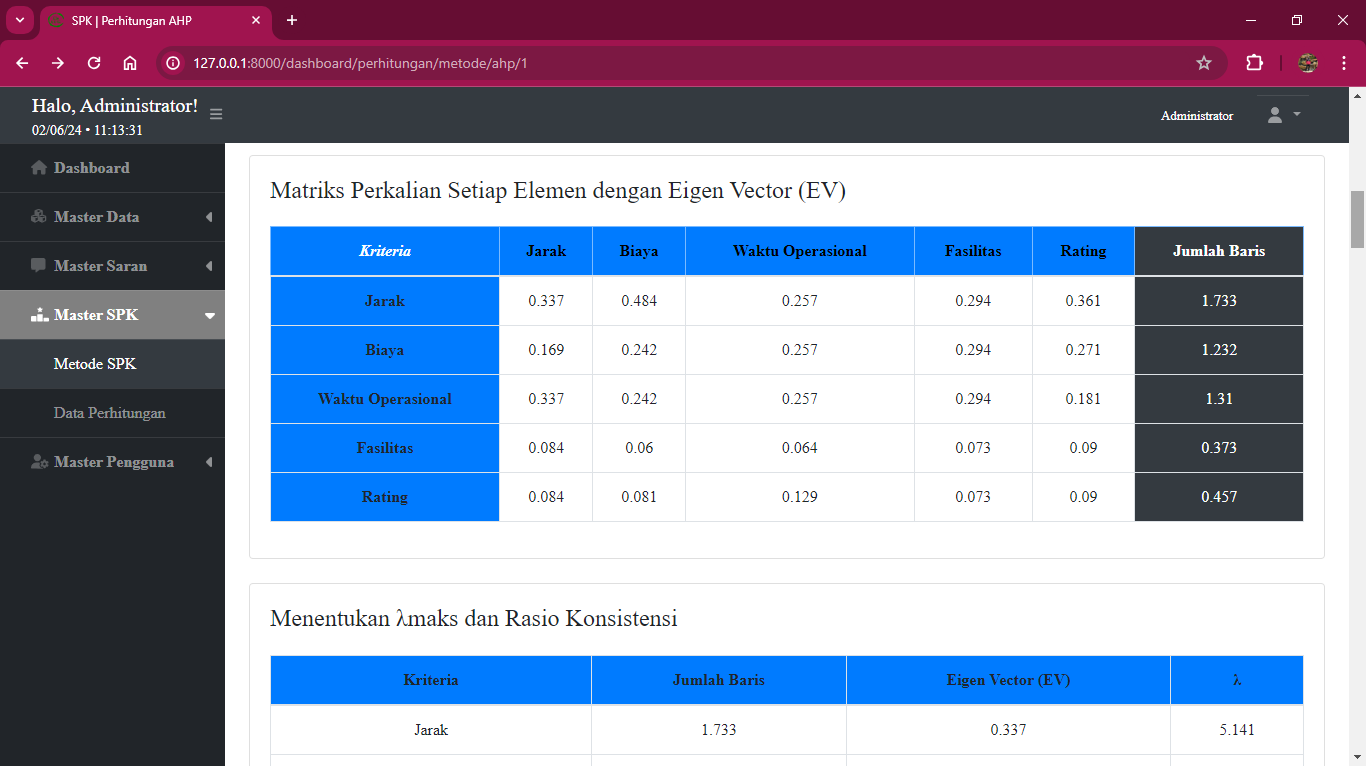 SPK | Perhitungan AHP
127.0.0.1:8000/dashboard/perhitungan/metode/ahp/1
Halo, Administrator!
02/06/24 • 11:13:31
Administrator
Dashboard
Master Data
Master Saran
Master SPK
Metode SPK
Data Perhitungan
Master Pengguna
Matriks Perkalian Setiap Elemen dengan Eigen Vector (EV)
Kriteria Jarak Biaya Waktu Operasional Fasilitas Rating Jumlah Baris
Jarak 0.337 0.484 0.257 0.294 0.361 1.733
Biaya 0.169 0.242 0.257 0.294 0.271 1.232
Waktu Operasional 0.337 0.242 0.257 0.294 0.181 1.31
Fasilitas 0.084 0.06 0.064 0.073 0.09 0.373
Rating 0.084 0.081 0.129 0.073 0.09 0.457
Menentukan λmaks dan Rasio Konsistensi
Kriteria Jumlah Baris Eigen Vector (EV) λ
Jarak 1.733 0.337 5.141